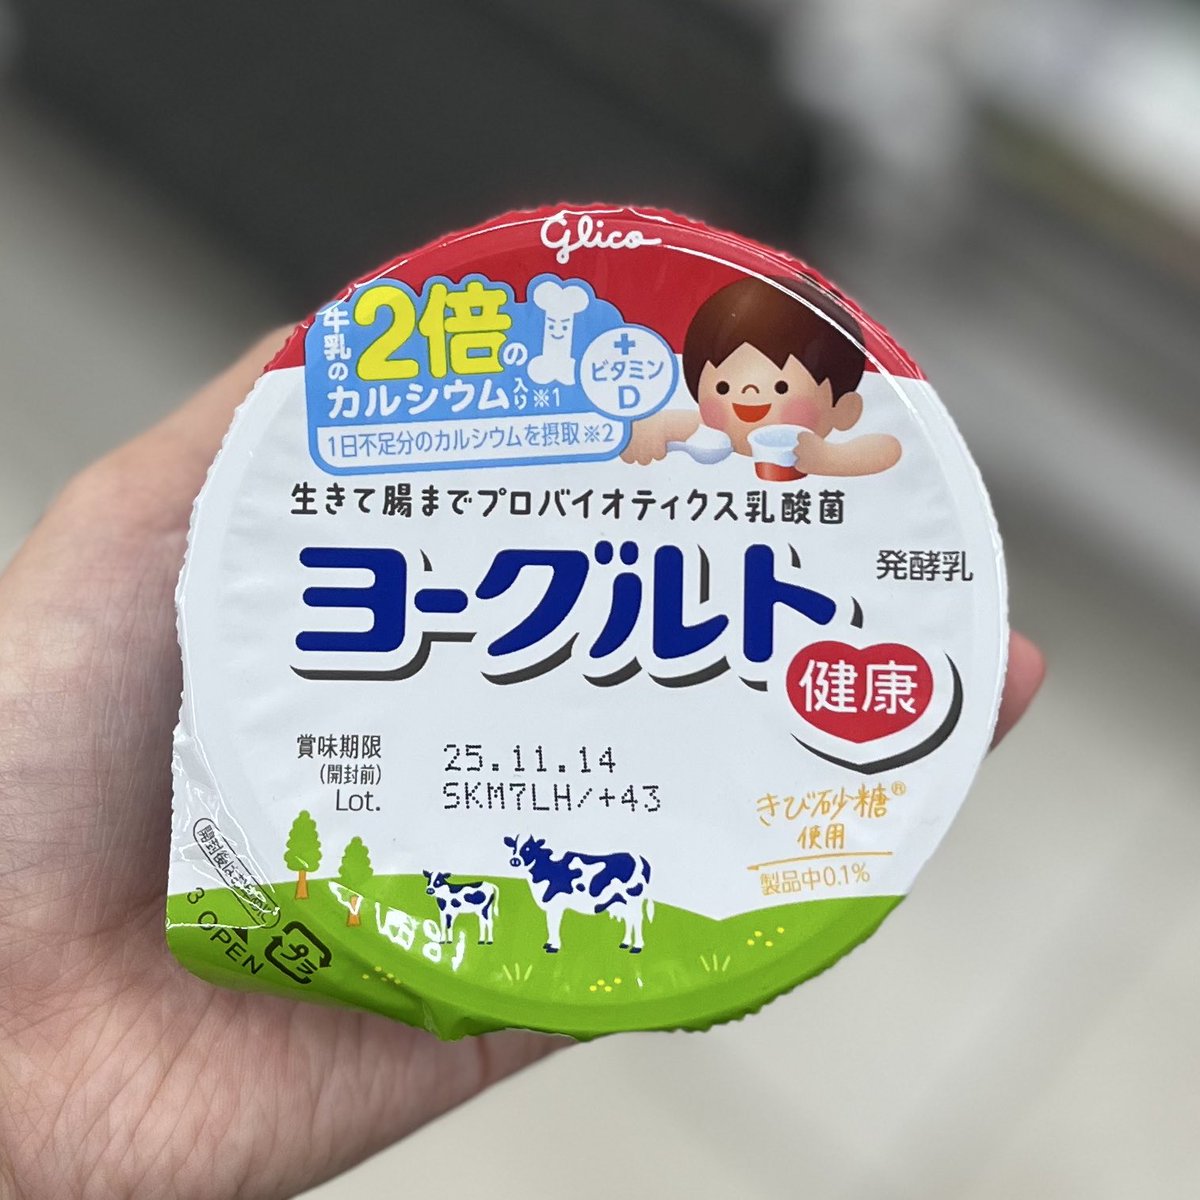 Glico
牛乳の2倍の
カルシウム入り※1
+
ビタミン
D
1日不足分のカルシウムを摂取※2
生きて腸までプロバイオティクス乳酸菌
ヨーグルト
発酵乳
健康
賞味期限
(開封前)
Lot.
25.11.14
SKM7LH/+43
きび砂糖®
使用
製品中0.1%
3 OPEN
プラ